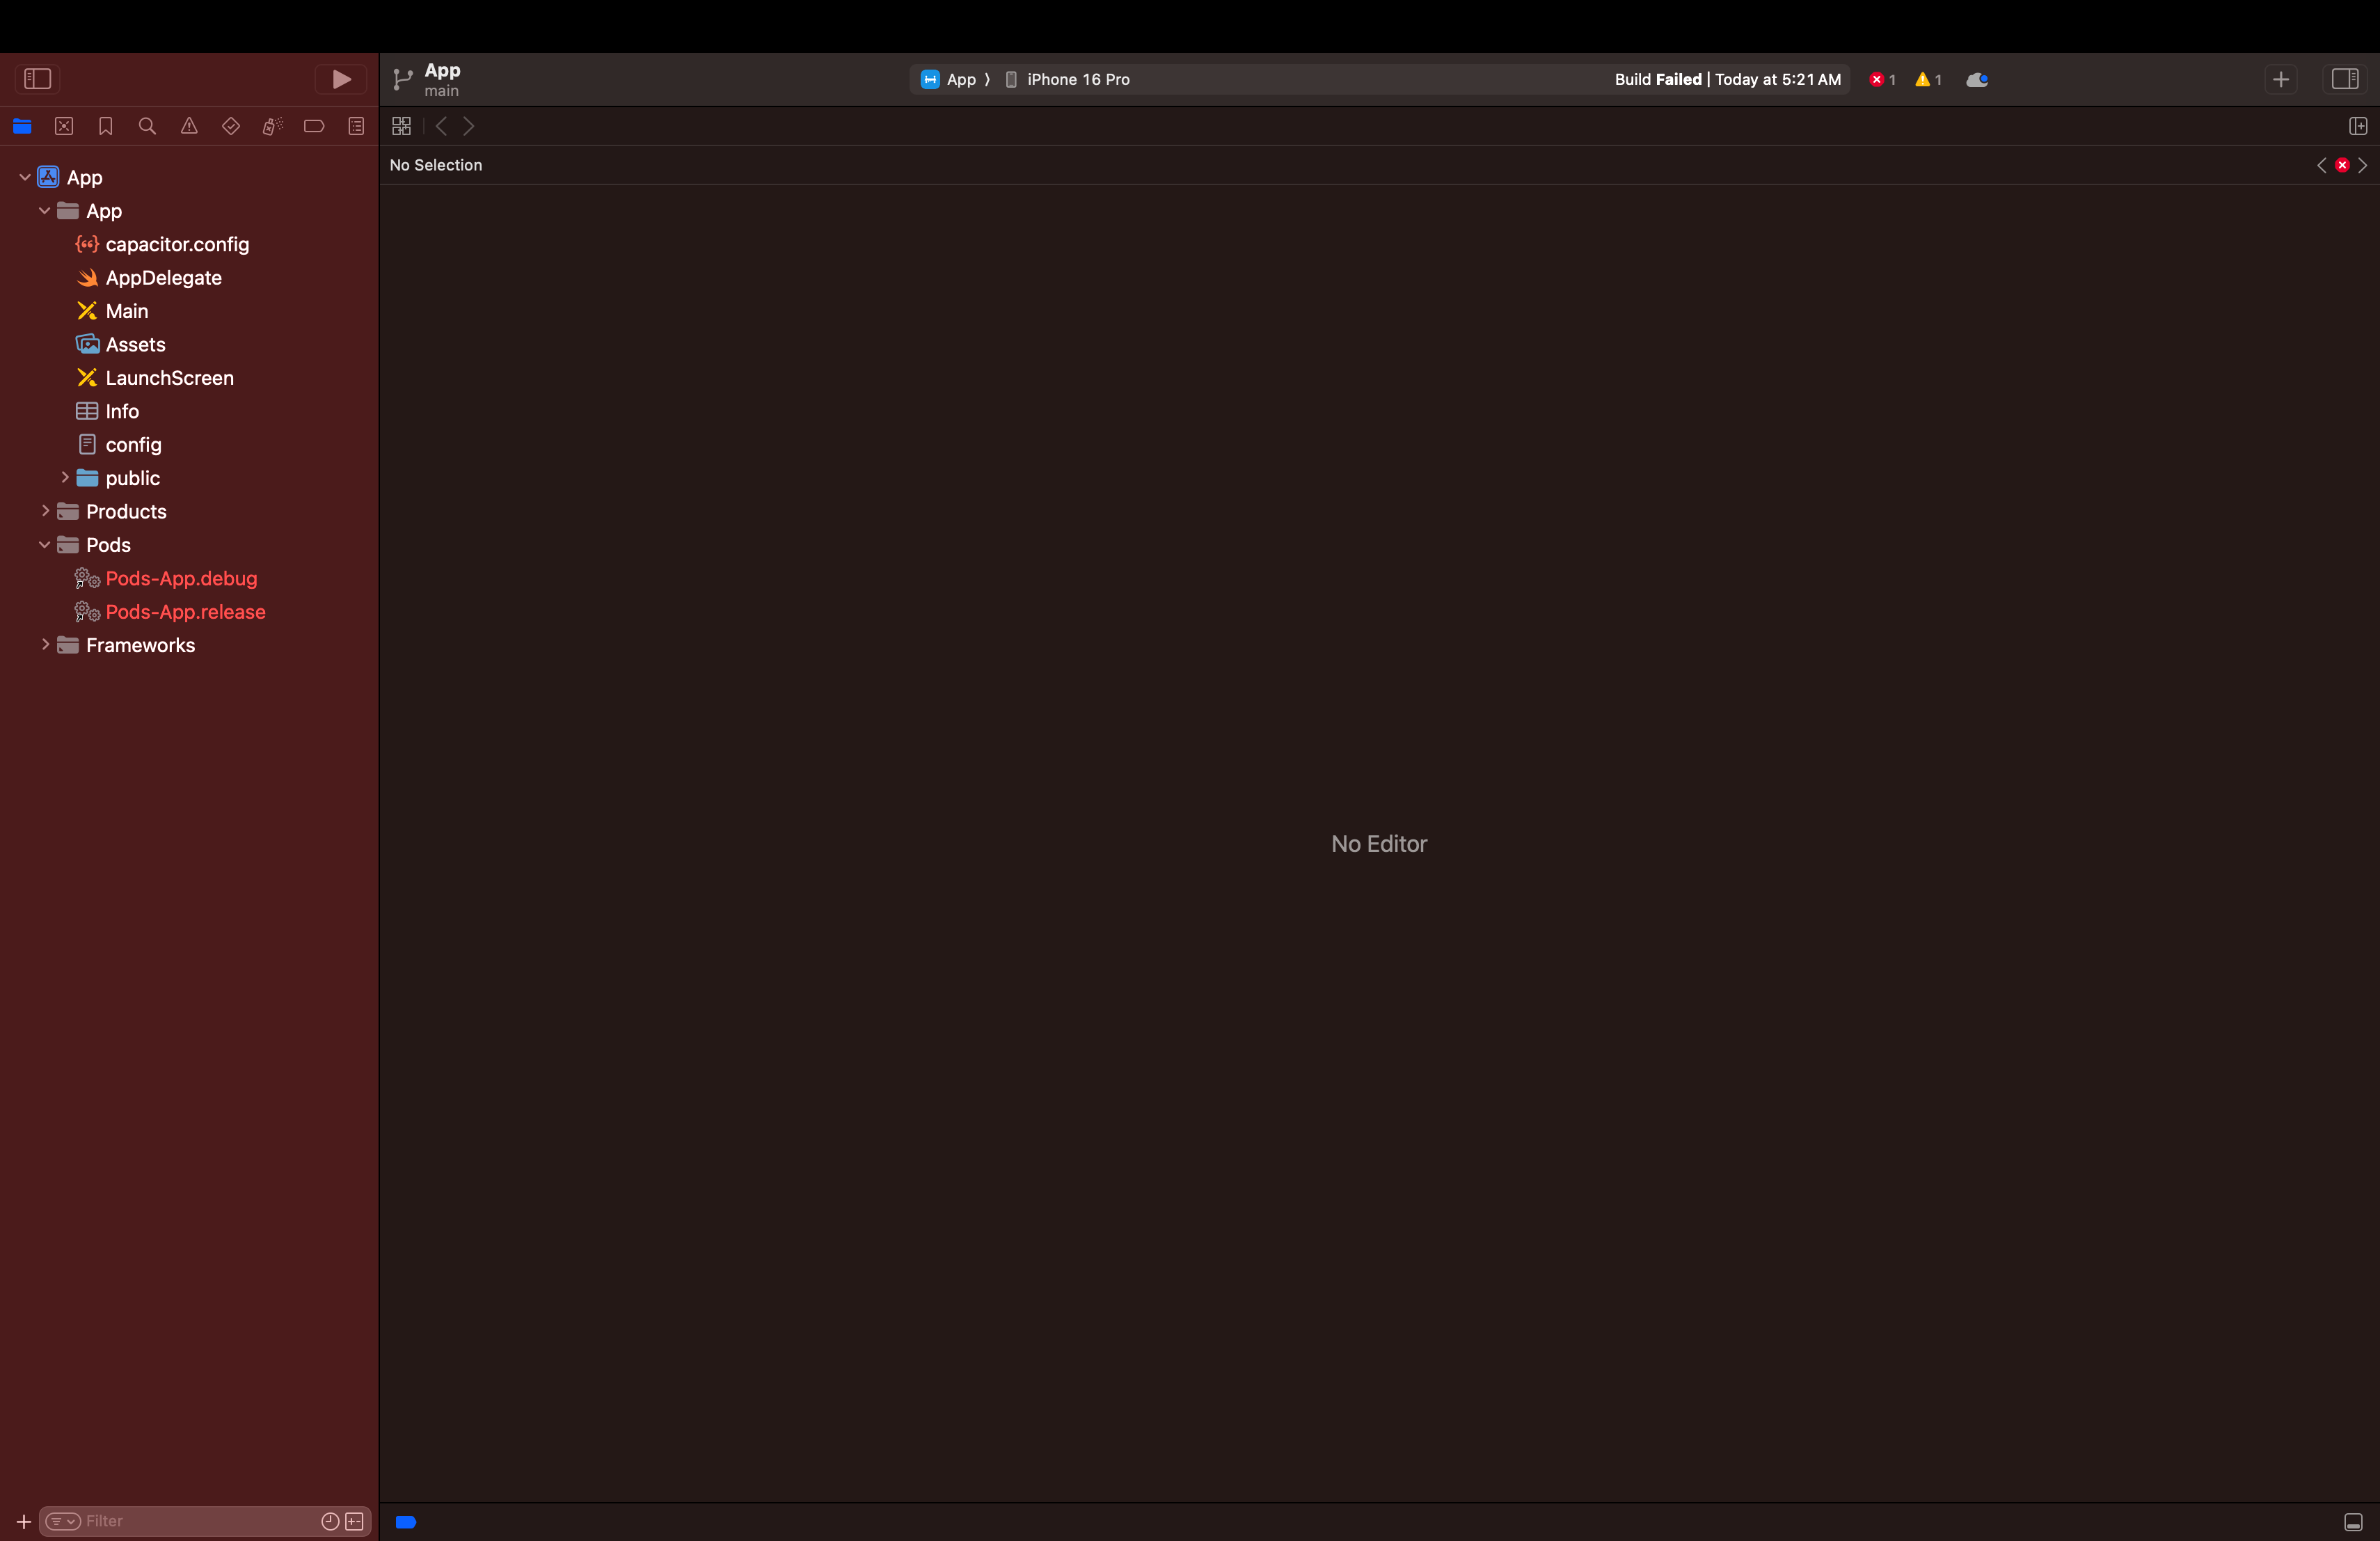 App
main
App
iPhone 16 Pro
Build Failed | Today at 5:21 AM
1
1
No Selection
App
App
capacitor.config
AppDelegate
Main
Assets
LaunchScreen
Info
config
public
Products
Pods
Pods-App.debug
Pods-App.release
Frameworks
No Editor
Filter